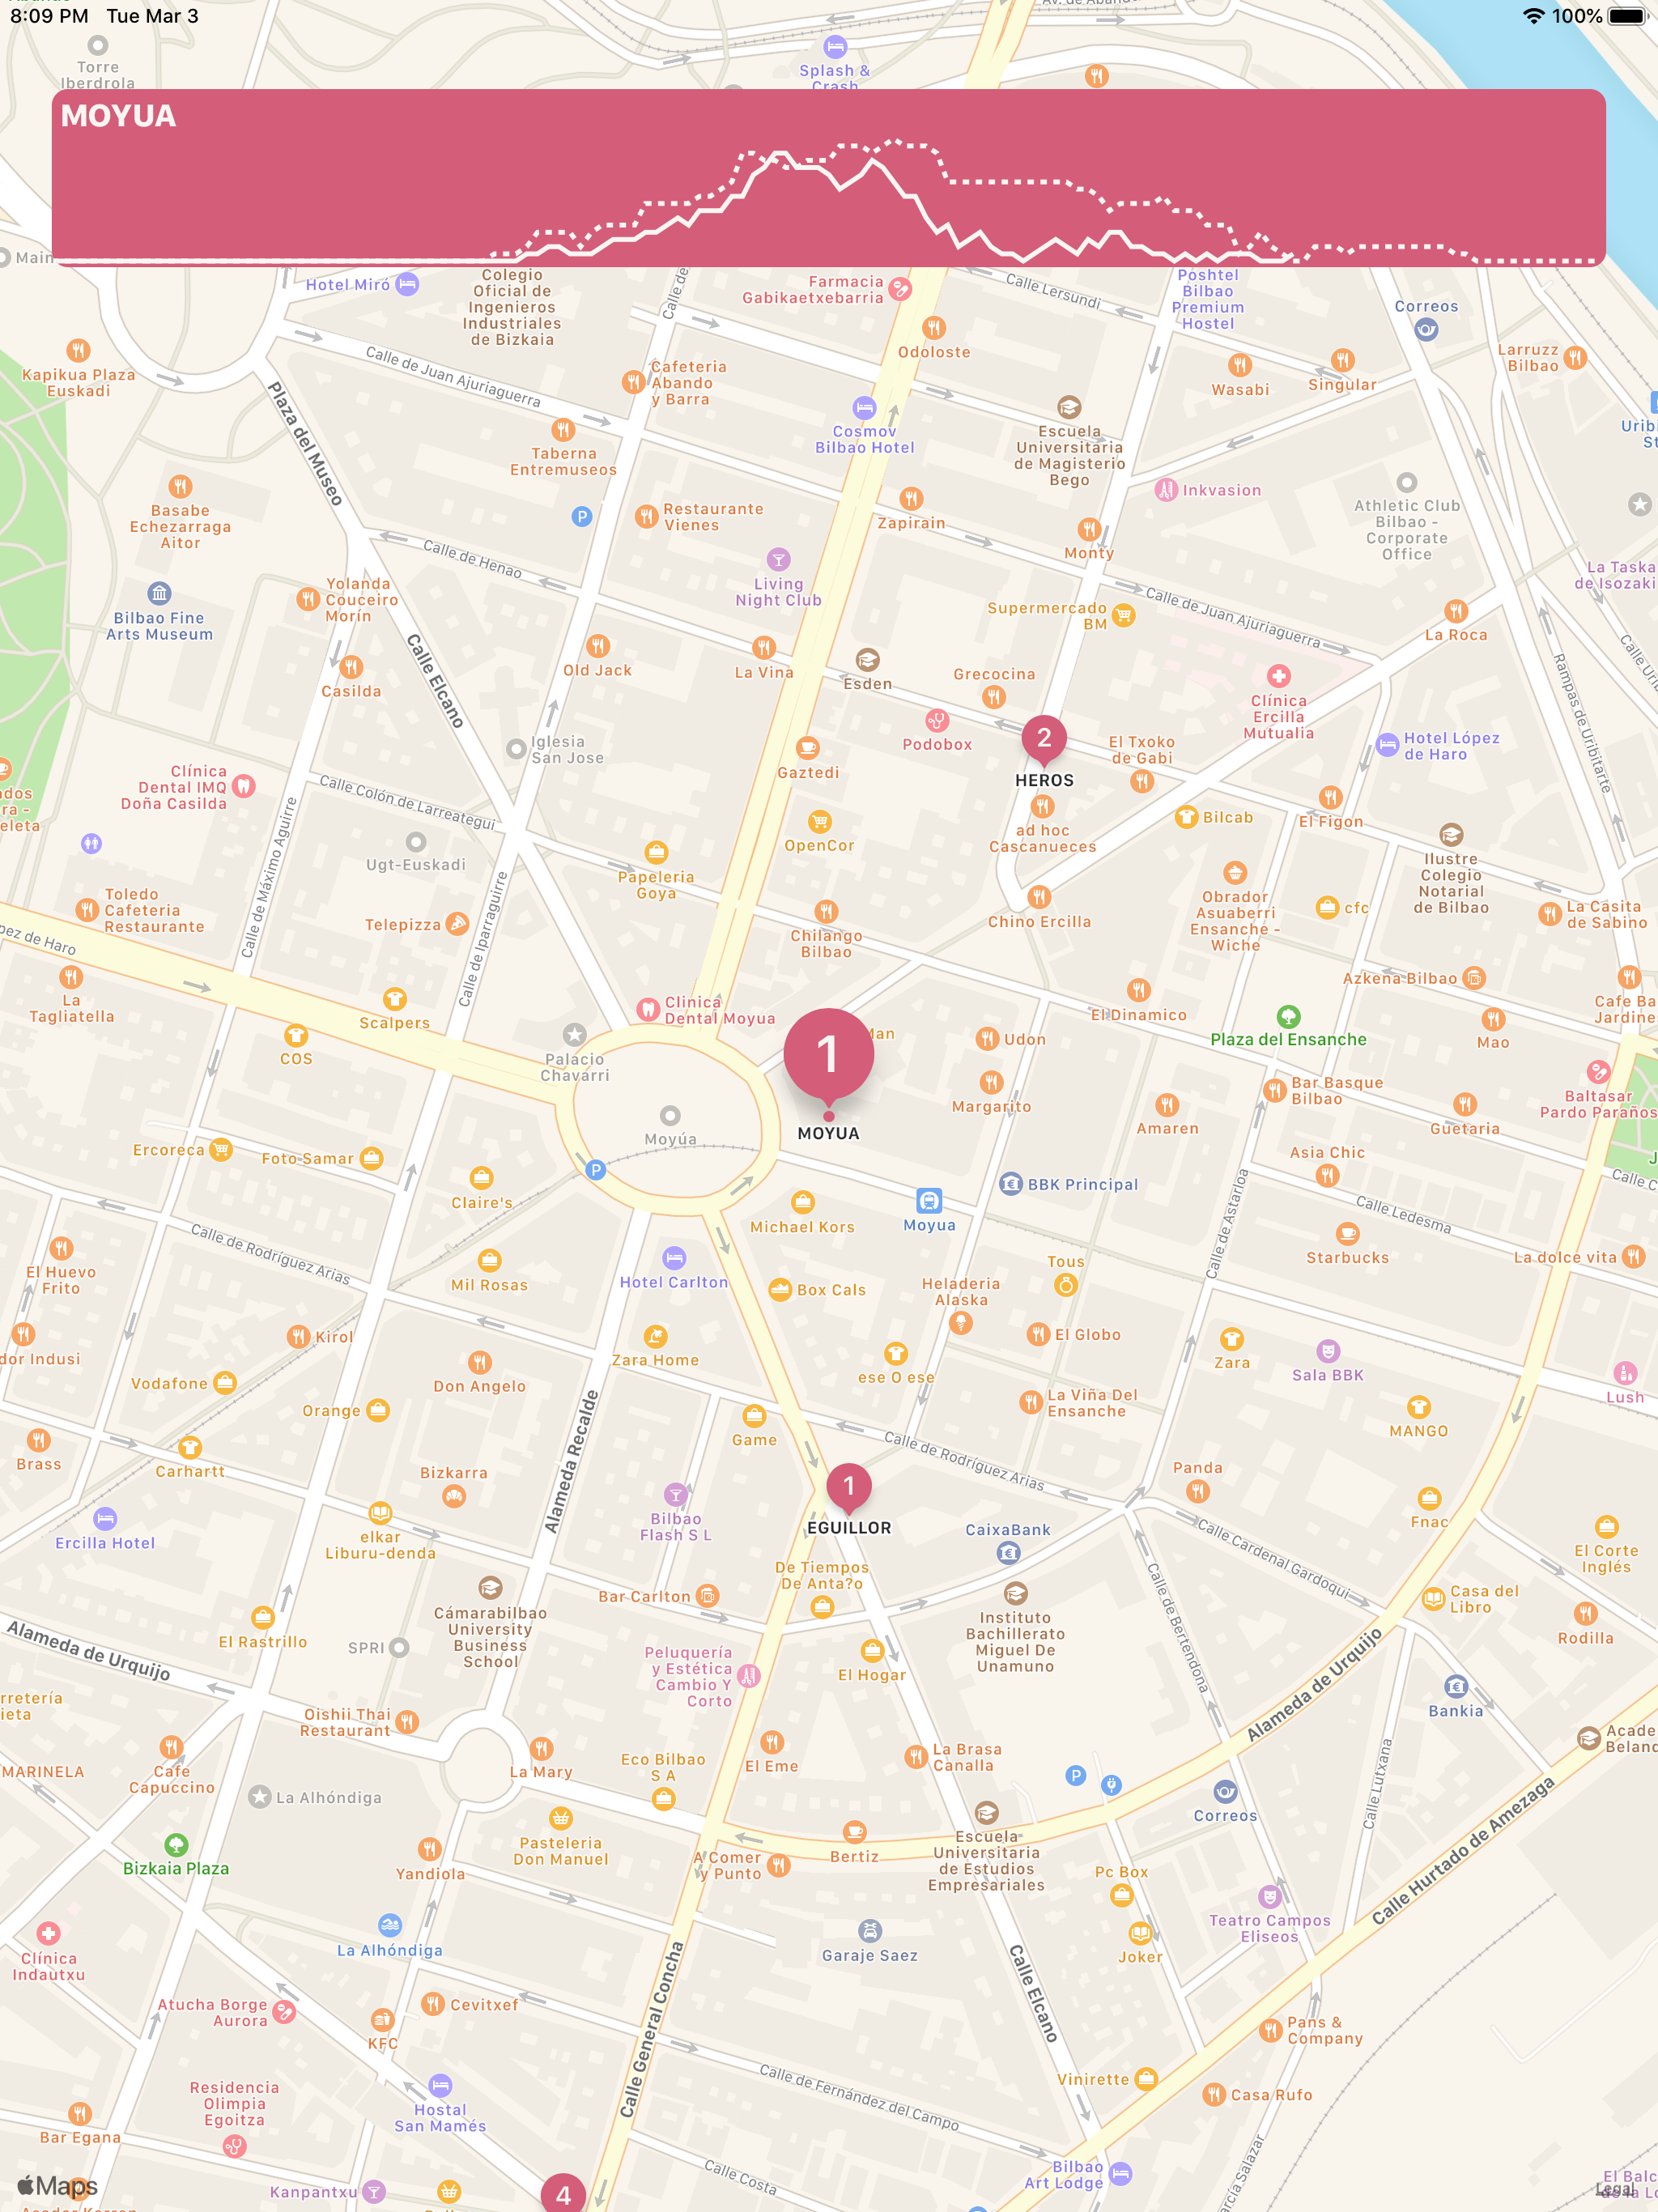 8:09 PM Tue Mar 3
100%
Torre
Iberdrola
Splash &
Crash
MOYUA
Hotel Miró
Colegio
Oficial de
Ingenieros
Industriales
de Bizkaia
Calle de
Farmacia
Gabikaetxebarria
Calle Lersundi
Poshtel
Bilbao
Premium
Hostel
Correos
Kapikua Plaza
Euskadi
Calle de Juan Ajuriaguerra
Cafeteria
Abando
y Barra
Odoloste
Wasabi
Singular
Larruzz
Bilbao
Plaza del Museo
Taberna
Entremuseos
Cosmov
Bilbao Hotel
Escuela
Universitaria
de Magisterio
Bego
Inkvasion
Athletic Club
Bilbao -
Corporate
Office
Basabe
Echezarraga
Aitor
P
Restaurante
Vienes
Zapirain
Monty
Calle de Henao
Living
Night Club
La Taska
de Isozaki
Bilbao Fine
Arts Museum
Yolanda
Couceiro
Morín
Supermercado
BM
Calle de Juan Ajuriaguerra
La Roca
Calle Elcano
Casilda
Old Jack
La Vina
Esden
Grecocina
Clínica
Ercilla
Mutualia
Rampas de Uribitarte
Iglesia
San Jose
Podobox
2
HEROS
El Txoko
de Gabi
Hotel López
de Haro
Clínica
Dental IMQ
Doña Casilda
Calle Colón de Larreategui
Gaztedi
OpenCor
ad hoc
Cascanueces
Bilcab
El Figon
Ugt-Euskadi
Papeleria
Goya
Ilustre
Colegio
Notarial
de Bilbao
Calle de Máximo Aguirre
Toledo
Cafeteria
Restaurante
Telepizza
Calle de Iparraguirre
Chilango
Bilbao
Chino Ercilla
Obrador
Asuaberri
Ensanche -
Wiche
cfc
La Casita
de Sabino
pez de Haro
La
Tagliatella
Scalpers
COS
Clinica
Dental Moyua
Azkena Bilbao
El Dinamico
Plaza del Ensanche
Mao
Cafe Ba
Jardine
Palacio
Chavarri
1
MOYUA
Man
Udon
Margarito
Bar Basque
Bilbao
Baltasar
Pardo Paraños
Moyúa
Amaren
Guetaria
Ercoreca
Foto Samar
P
Claire's
Michael Kors
Moyua
BBK Principal
Asia Chic
Calle Ledesma
Calle de Astarloa
Calle C
Calle de Rodríguez Arias
El Huevo
Frito
Mil Rosas
Hotel Carlton
Box Cals
Heladeria
Alaska
Tous
Starbucks
La dolce vita
dor Indusi
Kirol
Zara Home
El Globo
Zara
Sala BBK
Lush
Vodafone
Don Angelo
ese O ese
Orange
Alameda Recalde
Game
La Viña Del
Ensanche
MANGO
Brass
Carhartt
Bizkarra
Calle de Rodríguez Arias
Panda
1
EGUILLOR
Ercilla Hotel
elkar
Liburu-denda
Bilbao
Flash S L
CaixaBank
Calle Cardenal Gardoqui
Fnac
El Corte
Inglés
De Tiempos
De Anta?o
Cámarabilbao
University
Business
School
Bar Carlton
Instituto
Bachillerato
Miguel De
Unamuno
Calle de Bertendona
Casa del
Libro
Rodilla
Alameda de Urquijo
El Rastrillo
SPRI
Peluquería
y Estética
Cambio Y
Corto
El Hogar
Alameda de Urquijo
Bankia
rretería
ieta
Oishii Thai
Restaurant
MARINELA
Cafe
Capuccino
La Mary
Eco Bilbao
S A
El Eme
La Brasa
Canalla
P
Correos
Calle Lutxana
Acade
Beland
La Alhóndiga
Calle Hurtado de Amezaga
Bizkaia Plaza
Yandiola
Pasteleria
Don Manuel
A Comer
y Punto
Bertiz
Escuela
Universitaria
de Estudios
Empresariales
Pc Box
Teatro Campos
Eliseos
La Alhóndiga
Garaje Saez
Joker
Clínica
Indautxu
Calle General Concha
Calle Elcano
Atucha Borge
Aurora
KFC
Cevitxef
Pans &
Company
Residencia
Olimpia
Egoitza
Hostal
San Mamés
Calle de Fernández del Campo
Vinirette
Casa Rufo
Bar Egana
Maps
Kanpantxu
4
Calle Costa
Bilbao
Art Lodge
Legal